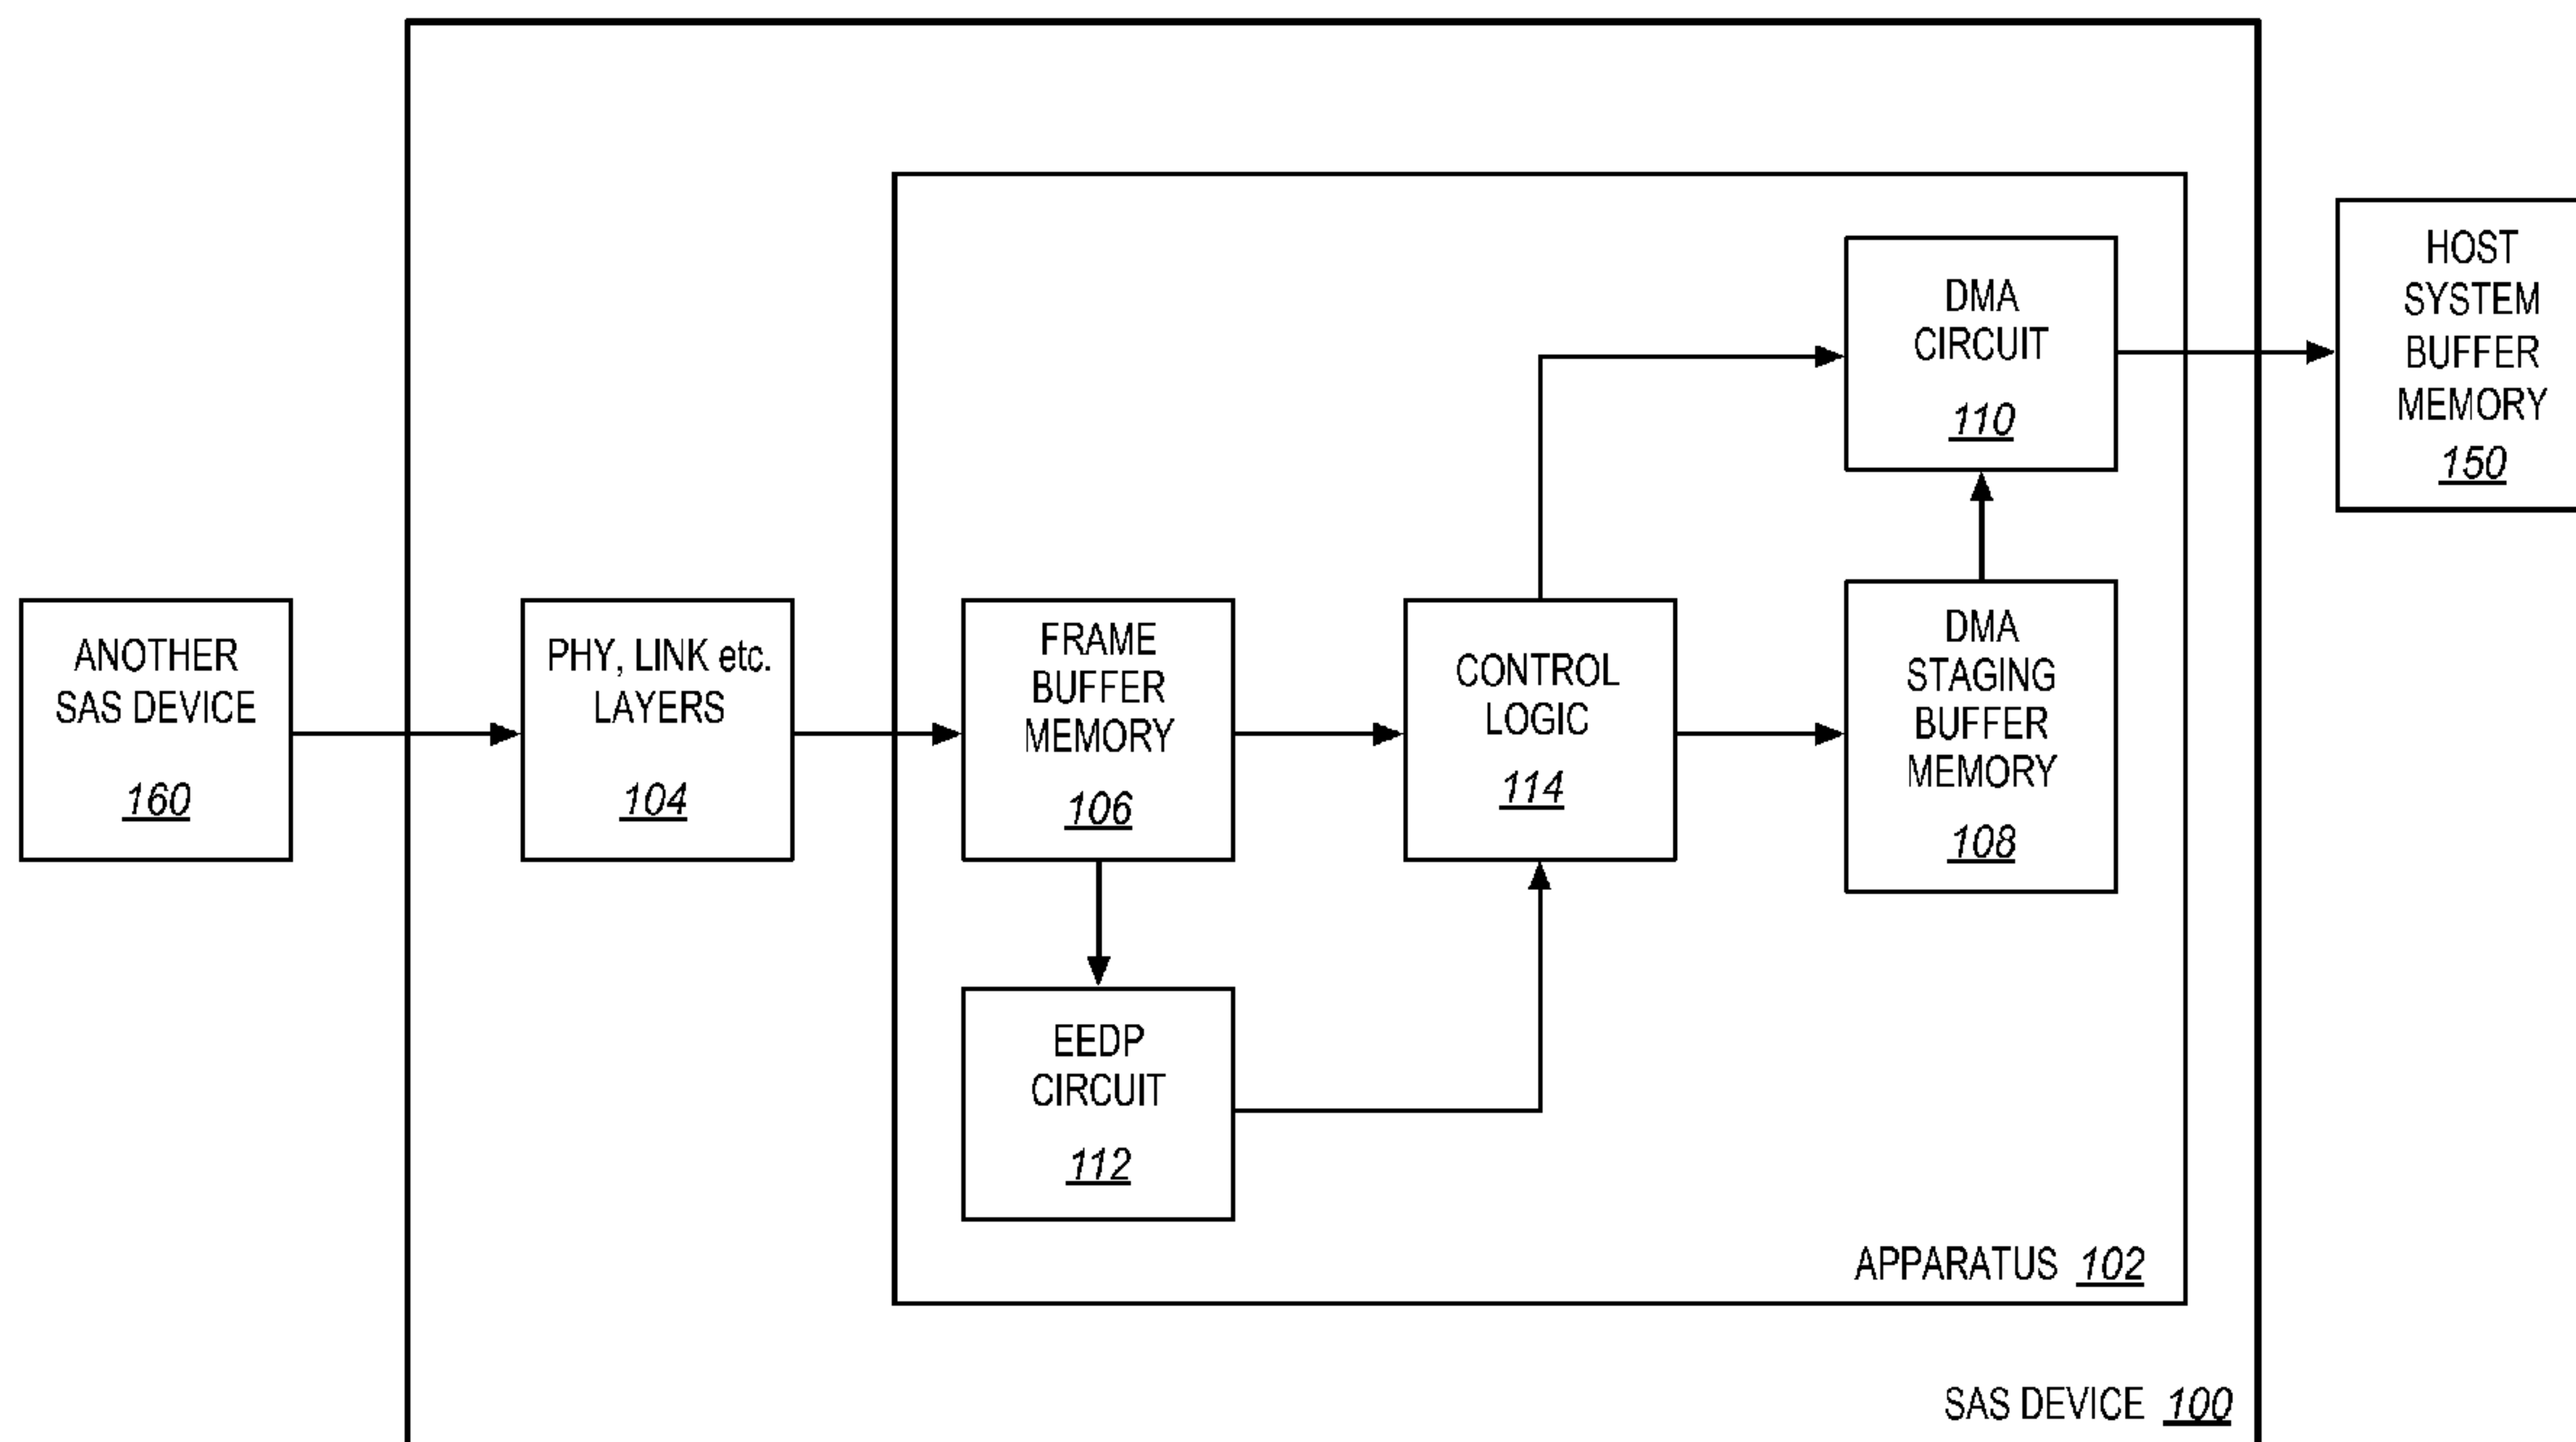 ANOTHER
SAS DEVICE
160
PHY, LINK etc.
LAYERS
104
FRAME
BUFFER
MEMORY
106
EEDP
CIRCUIT
112
CONTROL
LOGIC
114
DMA
CIRCUIT
110
DMA
STAGING
BUFFER
MEMORY
108
HOST
SYSTEM
BUFFER
MEMORY
150
APPARATUS 102
SAS DEVICE 100